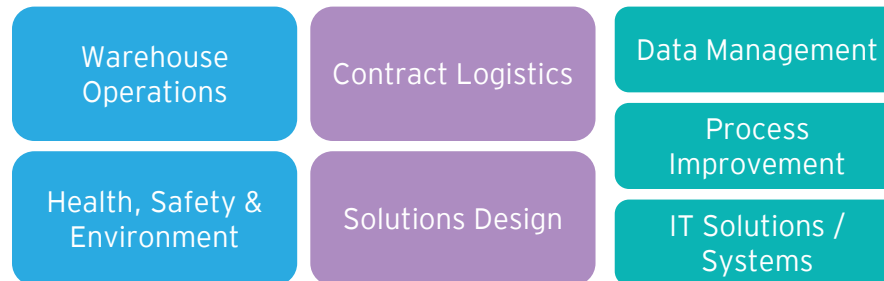 Warehouse
Operations
Contract Logistics
Data Management
Process
Improvement
Health, Safety &
Environment
Solutions Design
IT Solutions /
Systems